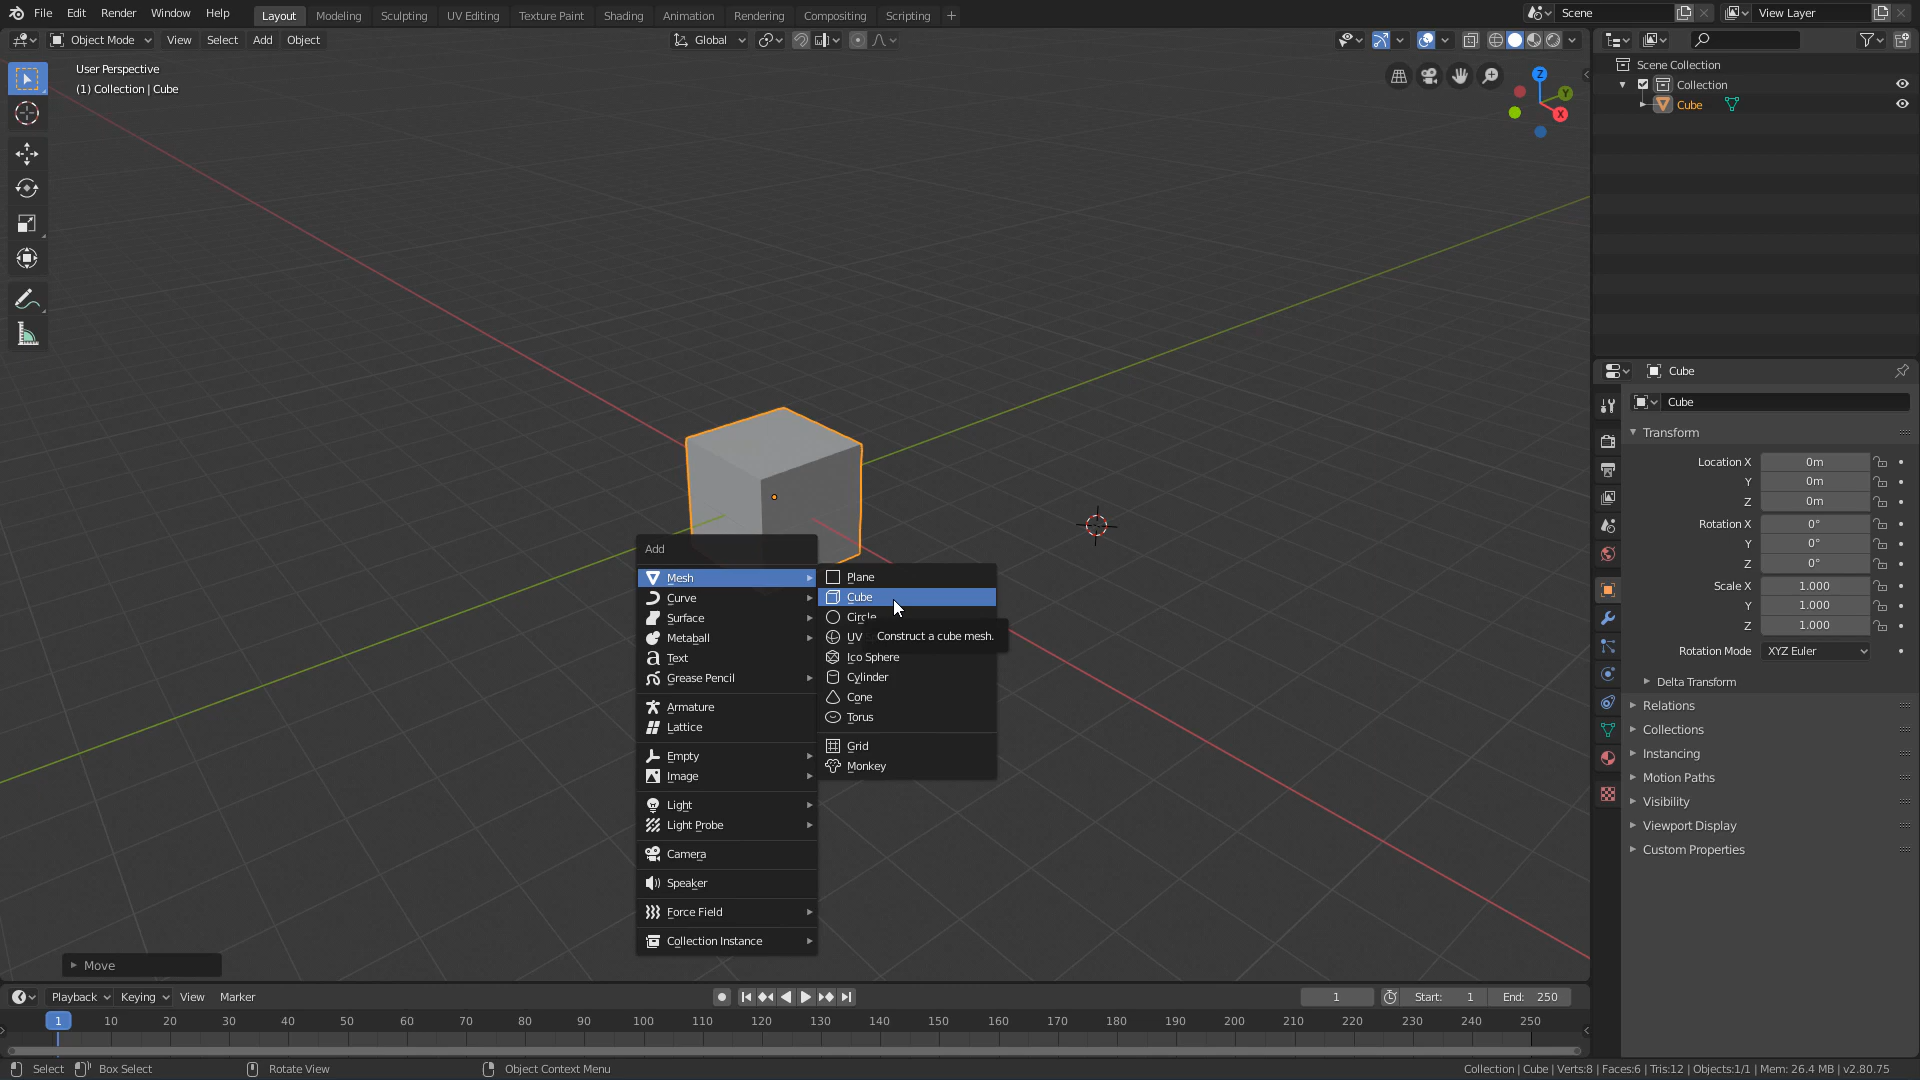 File Edit Render Window Help Layout Modeling Sculpting UV Editing Texture Paint Shading Animation Rendering Compositing Scripting + Scene View Layer
Object Mode View Select Add Object Global
User Perspective
(1) Collection | Cube
Z
Y
X
Scene Collection
Collection
Cube
Cube
Cube
Transform
Location X 0m
Y 0m
Z 0m
Rotation X 0°
Y 0°
Z 0°
Scale X 1.000
Y 1.000
Z 1.000
Rotation Mode XYZ Euler
Delta Transform
Relations
Collections
Instancing
Motion Paths
Visibility
Viewport Display
Custom Properties
Add
Mesh
Curve
Surface
Metaball
Text
Grease Pencil
Armature
Lattice
Empty
Image
Light
Light Probe
Camera
Speaker
Force Field
Collection Instance
Plane
Cube
Circle
UV
Construct a cube mesh.
Ico Sphere
Cylinder
Cone
Torus
Grid
Monkey
Move
Playback Keying View Marker 1 Start: 1 End: 250
1 10 20 30 40 50 60 70 80 90 100 110 120 130 140 150 160 170 180 190 200 210 220 230 240 250
Select Box Select Rotate View Object Context Menu Collection | Cube | Verts:8 | Faces:6 | Tris:12 | Objects:1/1 | Mem: 26.4 MB | v2.80.75